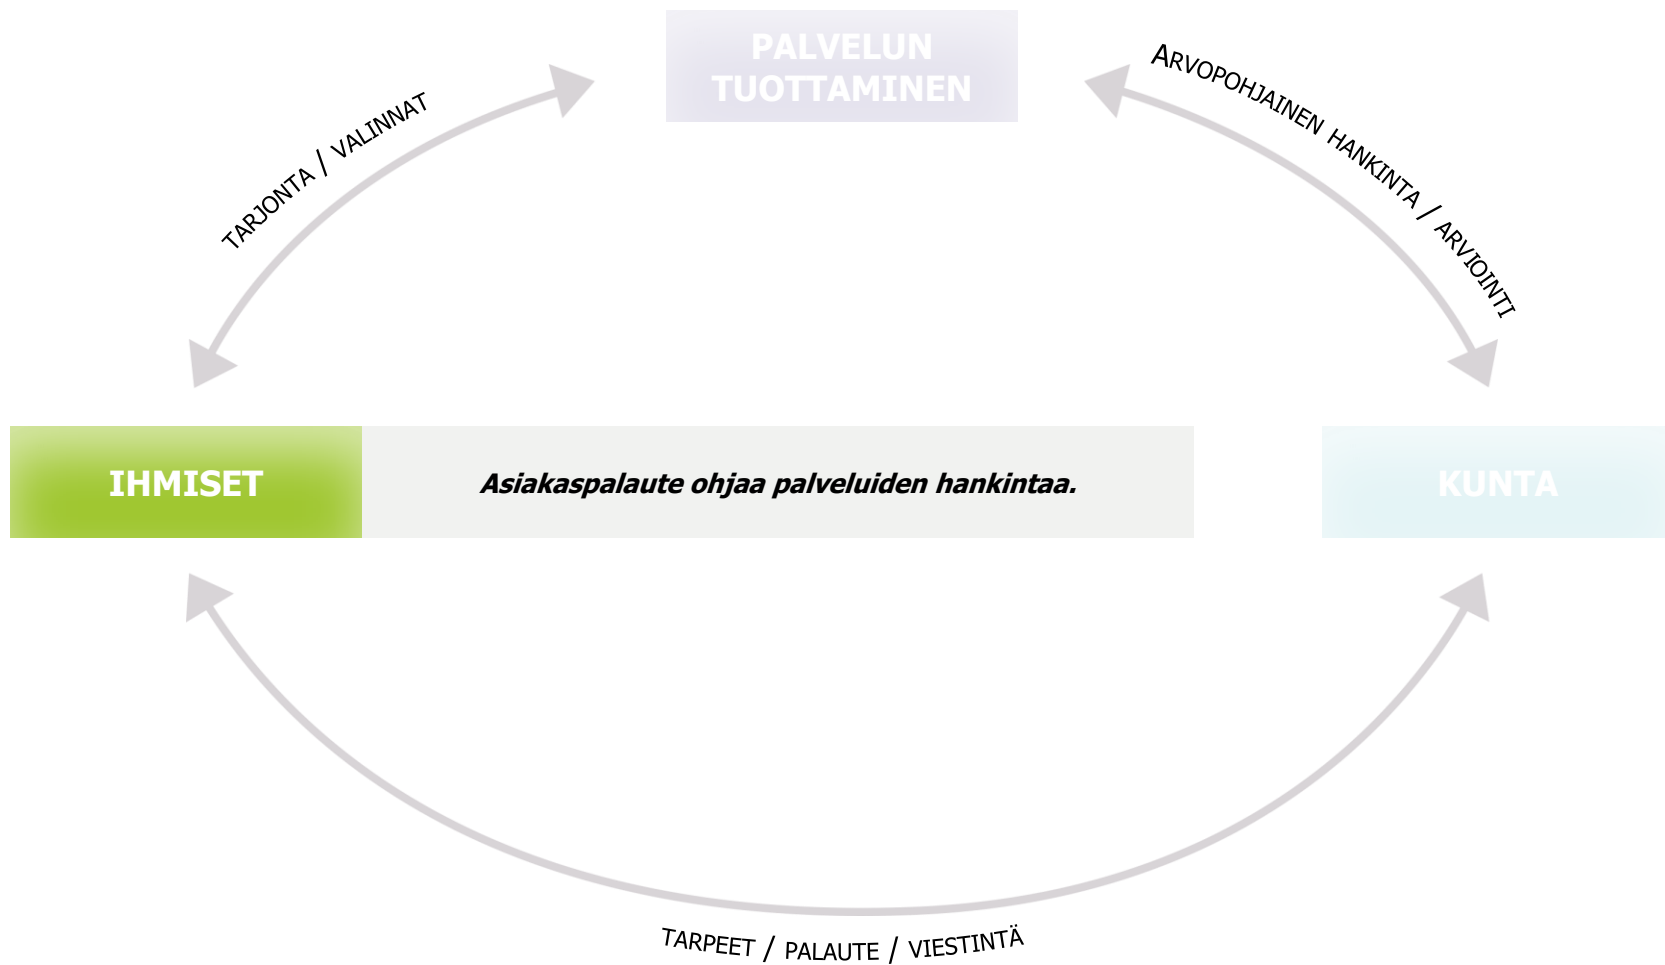 PALVELUN
TUOTTAMINEN
TARJONTA / VALINNAT
ARVOPOHJAINEN HANKINTA / ARVIOINTI
IHMISET
Asiakaspalaute ohjaa palveluiden hankintaa.
KUNTA
TARPEET / PALAUTE / VIESTINTÄ